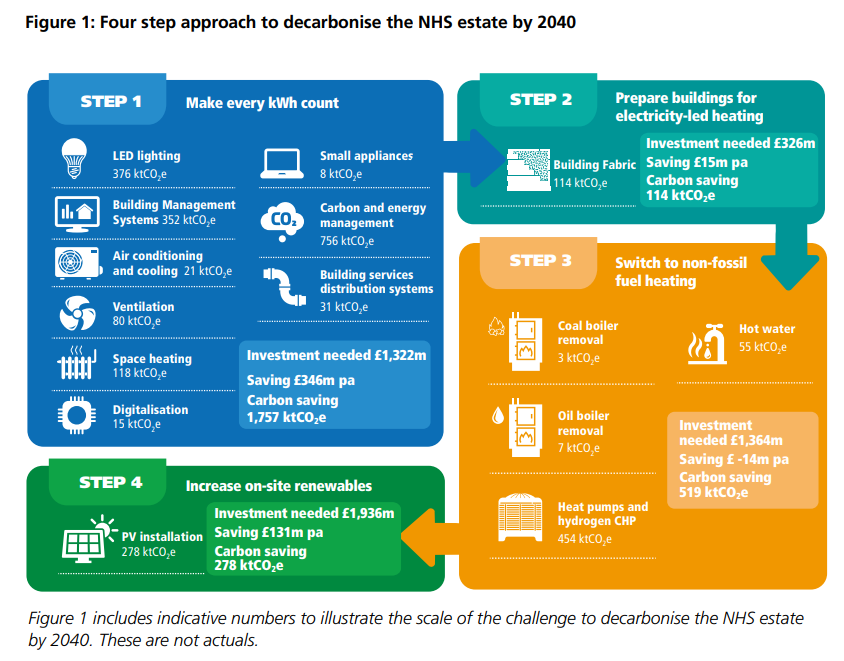 Figure 1: Four step approach to decarbonise the NHS estate by 2040
STEP 1
Make every kWh count
LED lighting
376 ktCO₂e
Building Management
Systems 352 ktCO₂e
Air conditioning
and cooling 21 ktCO₂e
Ventilation
80 ktCO₂e
Space heating
118 ktCO₂e
Digitalisation
15 ktCO₂e
Small appliances
8 ktCO₂e
CO₂
Carbon and energy
management
756 ktCO₂e
Building services
distribution systems
31 ktCO₂e
Investment needed £1,322m
Saving £346m pa
Carbon saving
1,757 ktCO₂e
STEP 2
Prepare buildings for
electricity-led heating
Building Fabric
114 ktCO₂e
Investment needed £326m
Saving £15m pa
Carbon saving
114 ktCO₂e
STEP 3
Switch to non-fossil
fuel heating
Coal boiler
removal
3 ktCO₂e
Oil boiler
removal
7 ktCO₂e
Heat pumps and
hydrogen CHP
454 ktCO₂e
Hot water
55 ktCO₂e
Investment
needed £1,364m
Saving £ -14m pa
Carbon saving
519 ktCO₂e
STEP 4
Increase on-site renewables
PV installation
278 ktCO₂e
Investment needed £1,936m
Saving £131m pa
Carbon saving
278 ktCO₂e
Figure 1 includes indicative numbers to illustrate the scale of the challenge to decarbonise the NHS estate
by 2040. These are not actuals.